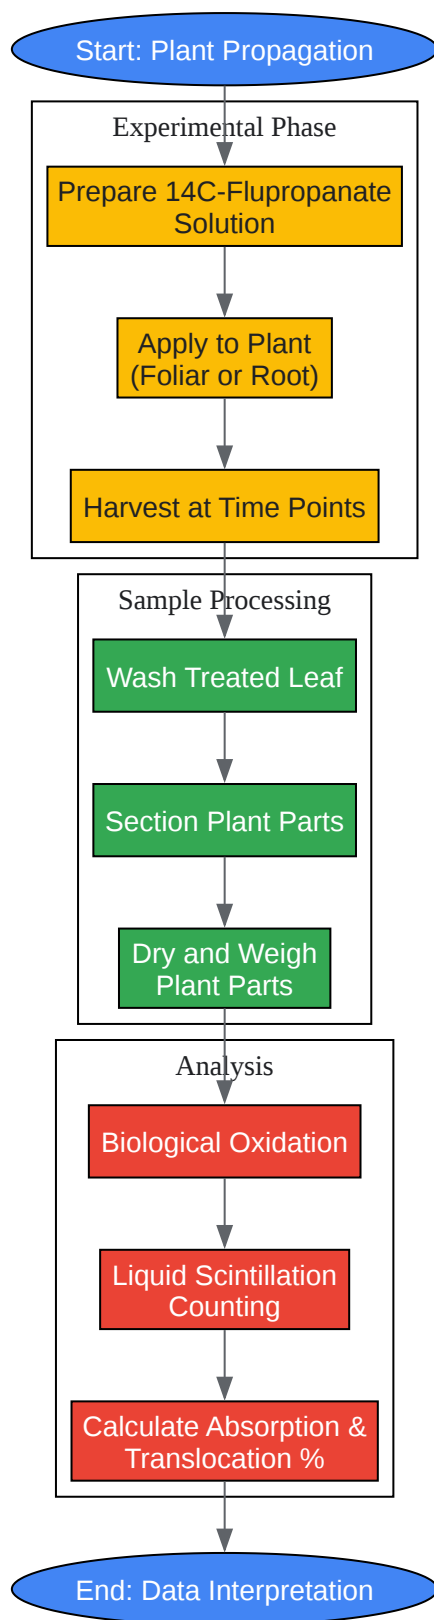 Start: Plant Propagation
Experimental Phase
Prepare 14C-Flupropanate
Solution
Apply to Plant
(Foliar or Root)
Harvest at Time Points
Sample Processing
Wash Treated Leaf
Section Plant Parts
Dry and Weigh
Plant Parts
Analysis
Biological Oxidation
Liquid Scintillation
Counting
Calculate Absorption &
Translocation %
End: Data Interpretation